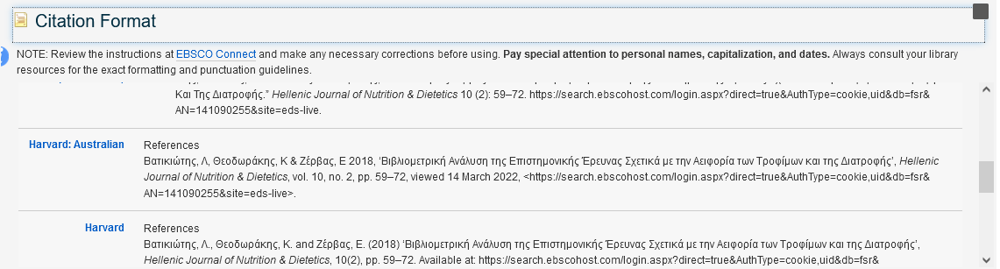 Citation Format
NOTE: Review the instructions at EBSCO Connect and make any necessary corrections before using. Pay special attention to personal names, capitalization, and dates. Always consult your library
resources for the exact formatting and punctuation guidelines.
Και Της Διατροφής.” Hellenic Journal of Nutrition & Dietetics 10 (2): 59–72. https://search.ebscohost.com/login.aspx?direct=true&AuthType=cookie,uid&db=fsr&
AN=141090255&site=eds-live.
Harvard: Australian
References
Βατικιώτης, Λ, Θεοδωράκης, Κ & Ζέρβας, Ε 2018, ‘Βιβλιομετρική Ανάλυση της Επιστημονικής Έρευνας Σχετικά με την Αειφορία των Τροφίμων και της Διατροφής’, Hellenic
Journal of Nutrition & Dietetics, vol. 10, no. 2, pp. 59–72, viewed 14 March 2022, <https://search.ebscohost.com/login.aspx?direct=true&AuthType=cookie,uid&db=fsr&
AN=141090255&site=eds-live>.
Harvard
References
Βατικιώτης, Λ., Θεοδωράκης, Κ. and Ζέρβας, Ε. (2018) ‘Βιβλιομετρική Ανάλυση της Επιστημονικής Έρευνας Σχετικά με την Αειφορία των Τροφίμων και της Διατροφής’,
Hellenic Journal of Nutrition & Dietetics, 10(2), pp. 59–72. Available at: https://search.ebscohost.com/login.aspx?direct=true&AuthType=cookie,uid&db=fsr&